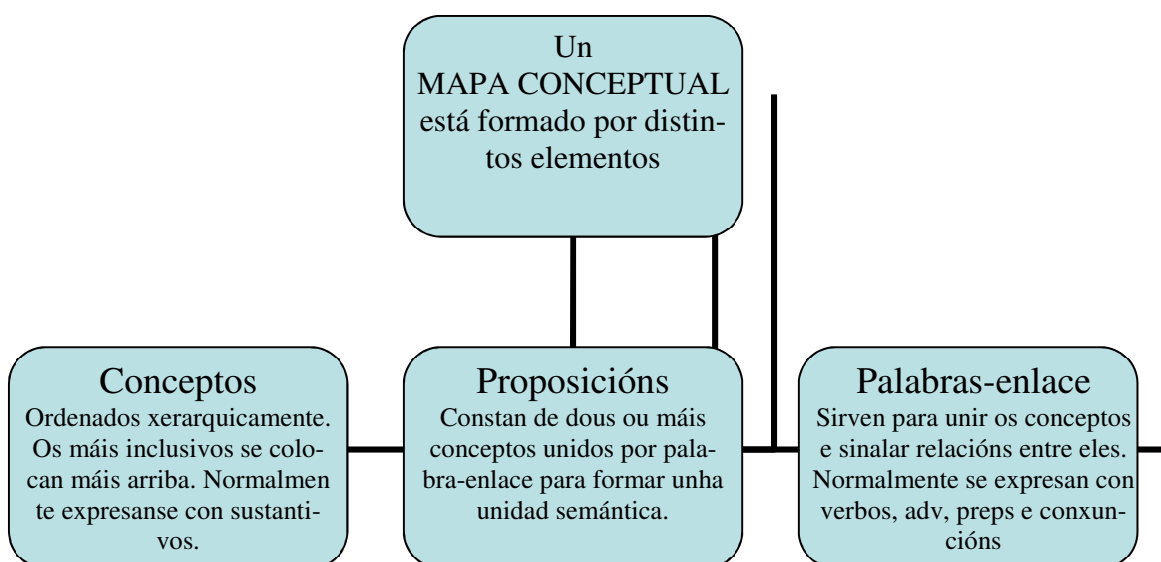 Un
MAPA CONCEPTUAL
está formado por distin-
tos elementos
Conceptos
Ordenados xerarquicamente.
Os máis inclusivos se colo-
can máis arriba. Normalmen
te expresanse con sustanti-
vos.
Proposicións
Constan de dous ou máis
conceptos unidos por pala-
bra-enlace para formar unha
unidad semántica.
Palabras-enlace
Sirven para unir os conceptos
e sinalar relacións entre eles.
Normalmente se expresan con
verbos, adv, preps e conxun-
cións